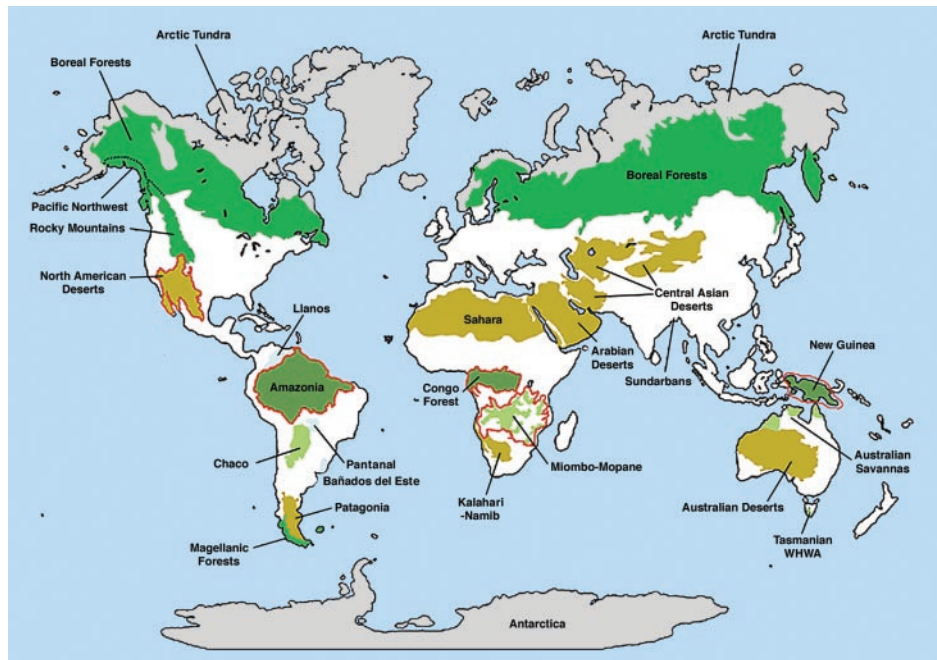 Arctic Tundra
Arctic Tundra
Boreal Forests
Boreal Forests
Pacific Northwest
Rocky Mountains
North American
Deserts
Central Asian
Deserts
Llanos
Sahara
New Guinea
Arabian
Deserts
Sundarbans
Amazonia
Congo
Forest
Chaco
Pantanal
Bañados del Este
Miombo-Mopane
Australian
Savannas
Kalahari
-Namib
Patagonia
Australian Deserts
Magellanic
Forests
Tasmanian
WHWA
Antarctica